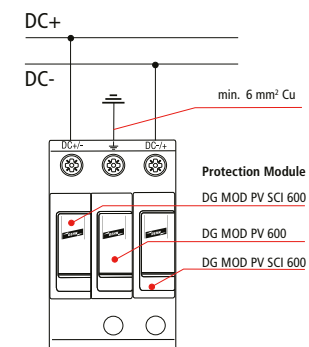 DC+
DC-
min. 6 mm² Cu
DC+/-
DC-/+
Protection Module
DG MOD PV SCI 600
DG MOD PV 600
DG MOD PV SCI 600